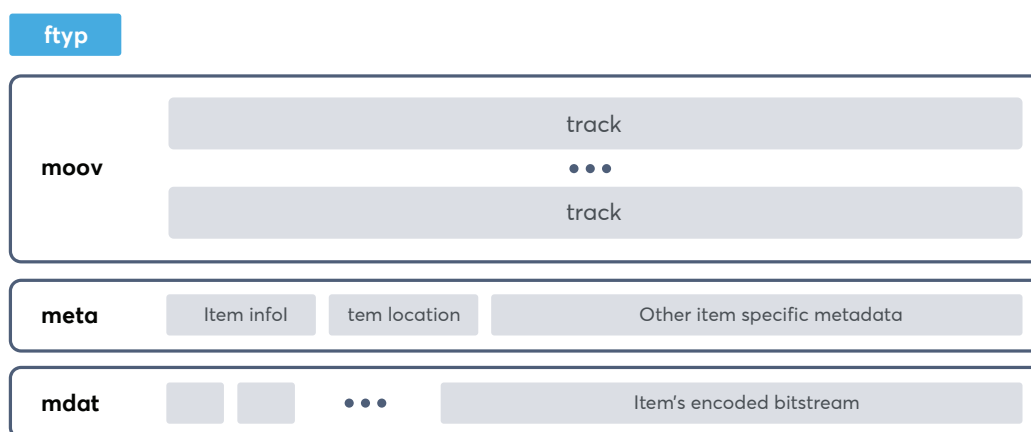 ftyp
track
moov
track
meta
Item infol
tem location
Other item specific metadata
mdat
Item's encoded bitstream